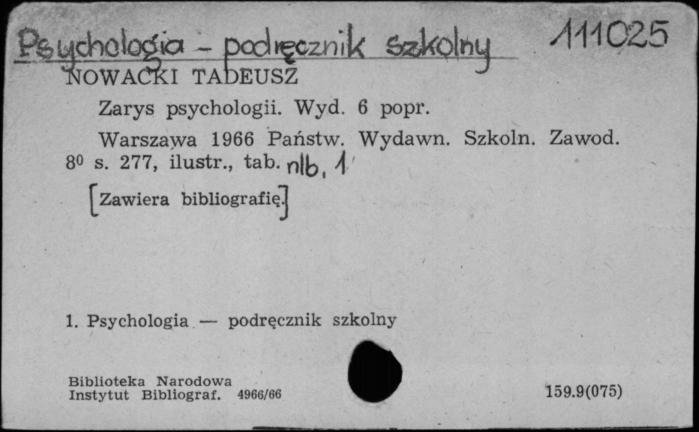 Psychologia - podręcznik szkolny 111025
NOWACKI TADEUSZ
Zarys psychologii. Wyd. 6 popr.
Warszawa 1966 Państw. Wydawn. Szkoln. Zawod.
8⁰ s. 277, ilustr., tab. nlb, 1
[Zawiera bibliografię.]
1. Psychologia — podręcznik szkolny
Biblioteka Narodowa
Instytut Bibliograf. 4966/66
159.9(075)